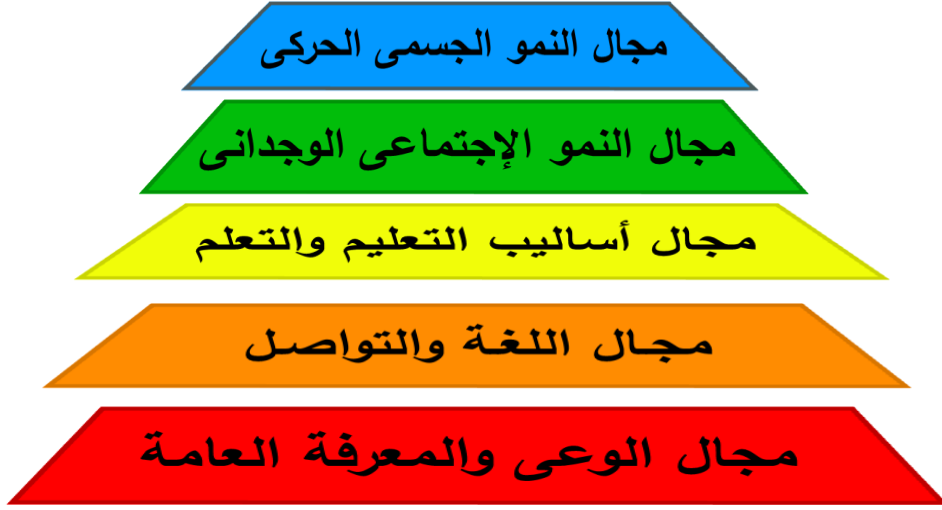 مجال النمو الجسمى الحركى
مجال النمو الإجتماعى الوجدانى
مجال أساليب التعليم والتعلم
مجال اللغة والتواصل
مجال الوعى والمعرفة العامة